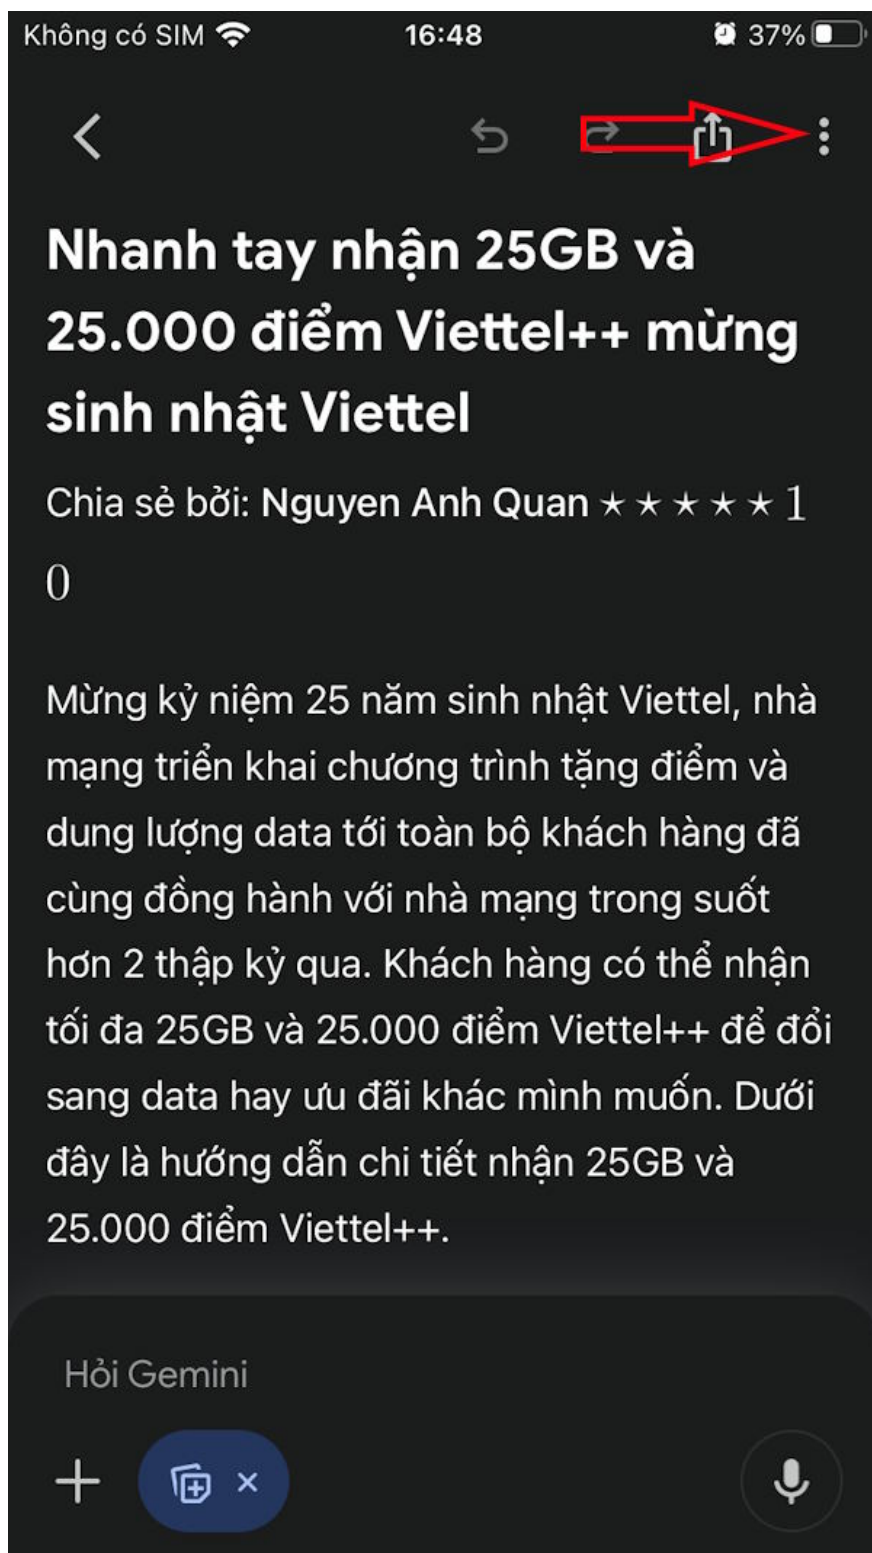 Không có SIM 16:48 37%
Nhanh tay nhận 25GB và
25.000 điểm Viettel++ mừng
sinh nhật Viettel
Chia sẻ bởi: Nguyen Anh Quan ★ ★ ★ ★ ★ 1
0
Mừng kỷ niệm 25 năm sinh nhật Viettel, nhà
mạng triển khai chương trình tặng điểm và
dung lượng data tới toàn bộ khách hàng đã
cùng đồng hành với nhà mạng trong suốt
hơn 2 thập kỷ qua. Khách hàng có thể nhận
tối đa 25GB và 25.000 điểm Viettel++ để đổi
sang data hay ưu đãi khác mình muốn. Dưới
đây là hướng dẫn chi tiết nhận 25GB và
25.000 điểm Viettel++.
Hỏi Gemini